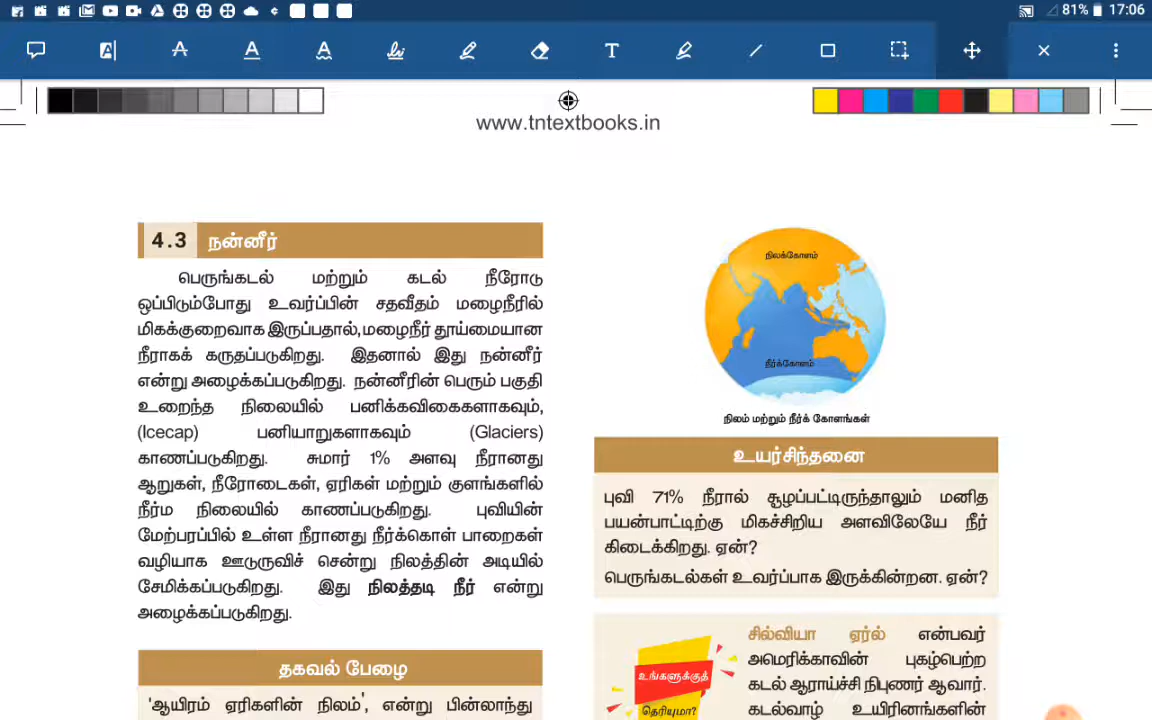 81% 17:06
www.tntextbooks.in
4.3 நன்னீர்
பெருங்கடல் மற்றும் கடல் நீரோடு
ஒப்பிடும்போது உவர்ப்பின் சதவீதம் மழைநீரில்
மிகக்குறைவாக இருப்பதால், மழைநீர் தூய்மையான
நீராகக் கருதப்படுகிறது. இதனால் இது நன்னீர்
என்று அழைக்கப்படுகிறது. நன்னீரின் பெரும் பகுதி
உறைந்த நிலையில் பனிக்கவிகைகளாகவும்,
(Icecap) பனியாறுகளாகவும் (Glaciers)
காணப்படுகிறது. சுமார் 1% அளவு நீரானது
ஆறுகள், நீரோடைகள், ஏரிகள் மற்றும் குளங்களில்
நீர்ம நிலையில் காணப்படுகிறது. புவியின்
மேற்பரப்பில் உள்ள நீரானது நீர்க்கொள் பாறைகள்
வழியாக ஊடுருவிச் சென்று நிலத்தின் அடியில்
சேமிக்கப்படுகிறது. இது நிலத்தடி நீர் என்று
அழைக்கப்படுகிறது.
தகவல் பேழை
'ஆயிரம் ஏரிகளின் நிலம்', என்று பின்லாந்து
நிலக்கோளம்
நீர்க்கோளம்
நிலம் மற்றும் நீர்க் கோளங்கள்
உயர்சிந்தனை
புவி 71% நீரால் சூழப்பட்டிருந்தாலும் மனித
பயன்பாட்டிற்கு மிகச்சிறிய அளவிலேயே நீர்
கிடைக்கிறது. ஏன்?
பெருங்கடல்கள் உவர்ப்பாக இருக்கின்றன. ஏன்?
உங்களுக்குத்
தெரியுமா?
சில்வியா ஏர்ல் என்பவர்
அமெரிக்காவின் புகழ்பெற்ற
கடல் ஆராய்ச்சி நிபுணர் ஆவார்.
கடல்வாழ் உயிரினங்களின்